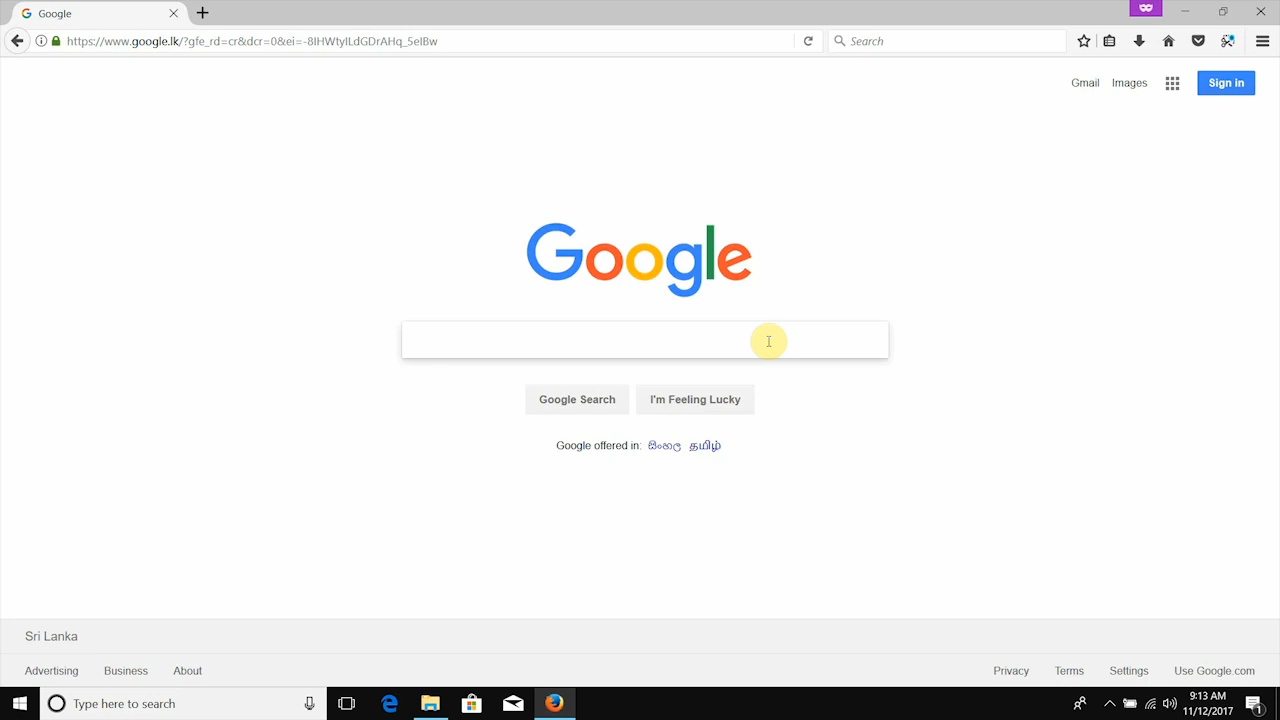 Google
https://www.google.lk/?gfe_rd=cr&dcr=0&ei=-8IHWtyILdGDrAHq_5eIBw
Search
Gmail Images Sign in
Google
Google Search I'm Feeling Lucky
Google offered in: සිංහල தமிழ்
Sri Lanka
Advertising Business About Privacy Terms Settings Use Google.com
Type here to search
9:13 AM
11/12/2017
1